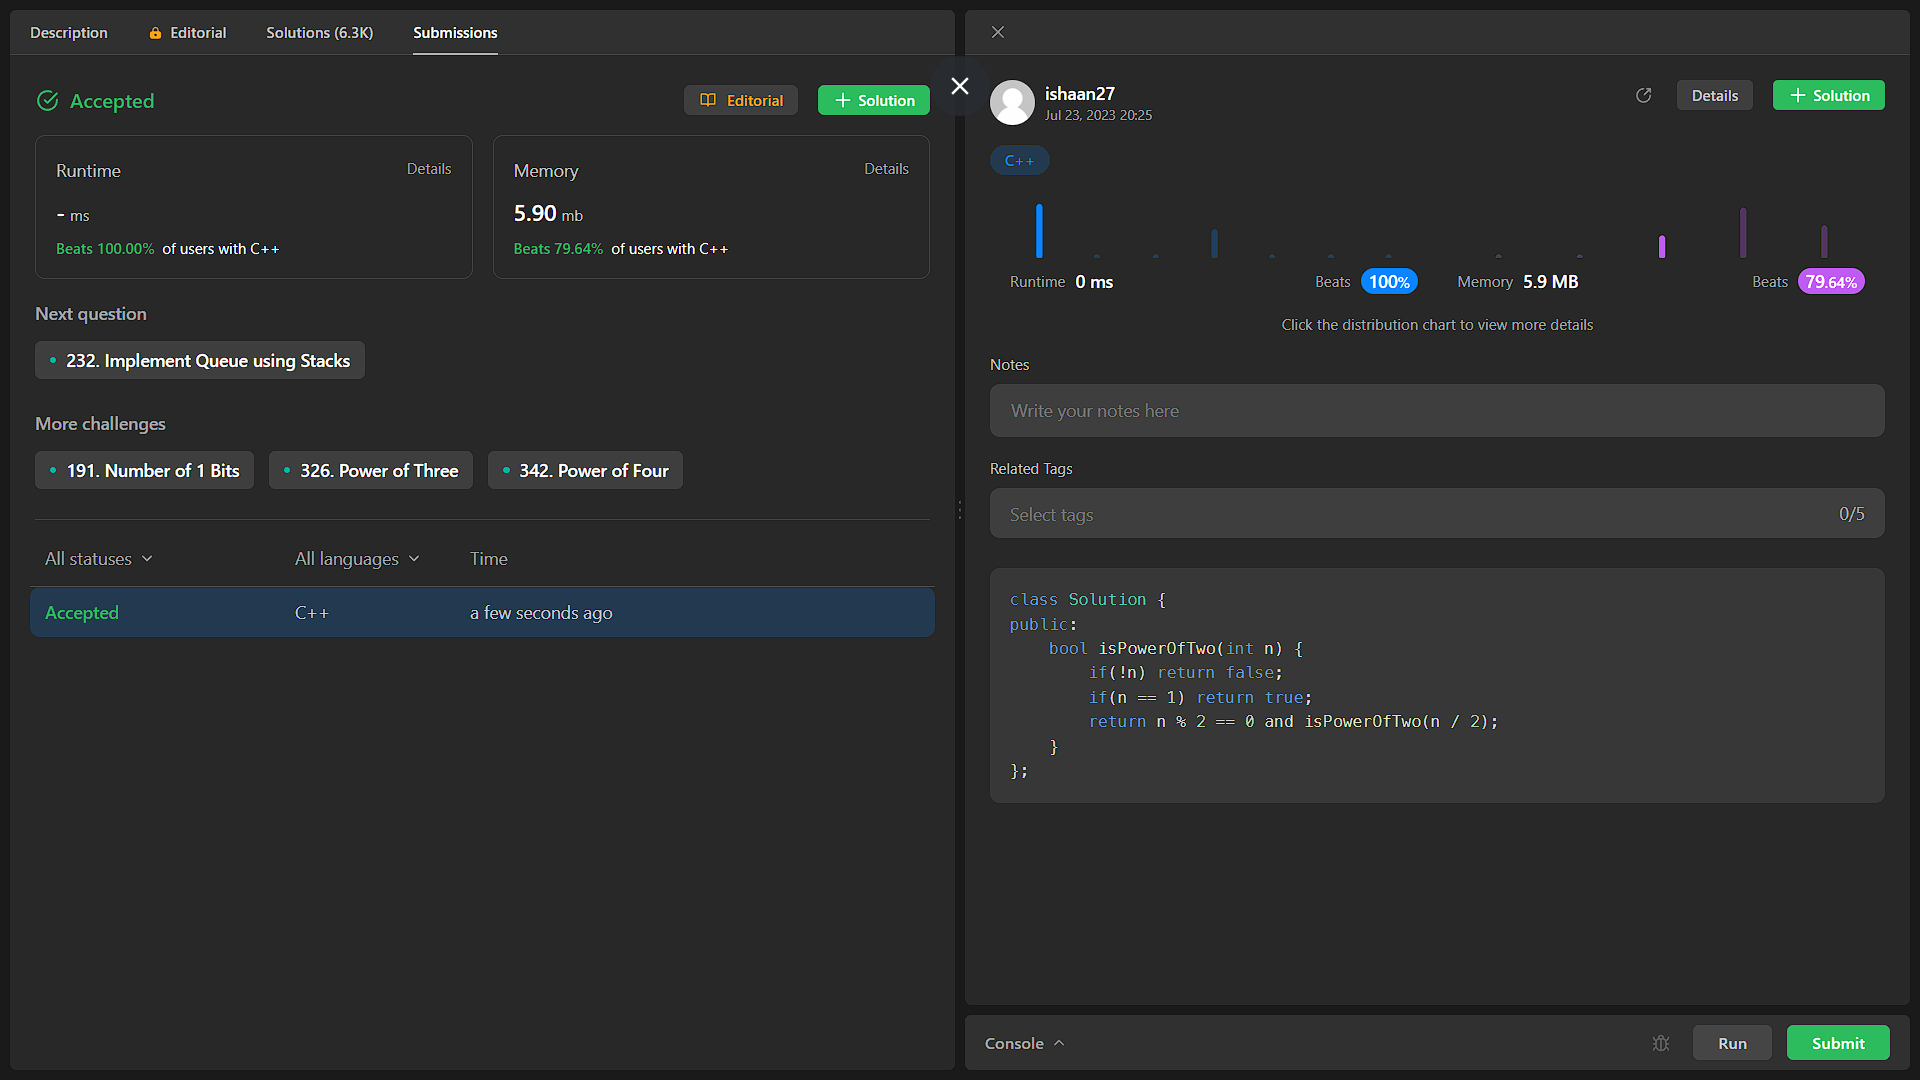 Description
Editorial
Solutions (6.3K)
Submissions
Accepted
Editorial
Solution
Runtime
Details
- ms
Beats 100.00% of users with C++
Memory
Details
5.90 mb
Beats 79.64% of users with C++
Next question
232. Implement Queue using Stacks
More challenges
191. Number of 1 Bits
326. Power of Three
342. Power of Four
All statuses
All languages
Time
Accepted
C++
a few seconds ago
ishaan27
Jul 23, 2023 20:25
Details
Solution
C++
Runtime 0 ms
Beats 100%
Memory 5.9 MB
Beats 79.64%
Click the distribution chart to view more details
Notes
Write your notes here
Related Tags
Select tags
0/5
class Solution {
public:
    bool isPowerOfTwo(int n) {
        if(!n) return false;
        if(n == 1) return true;
        return n % 2 == 0 and isPowerOfTwo(n / 2);
    }
};
Console
Run
Submit